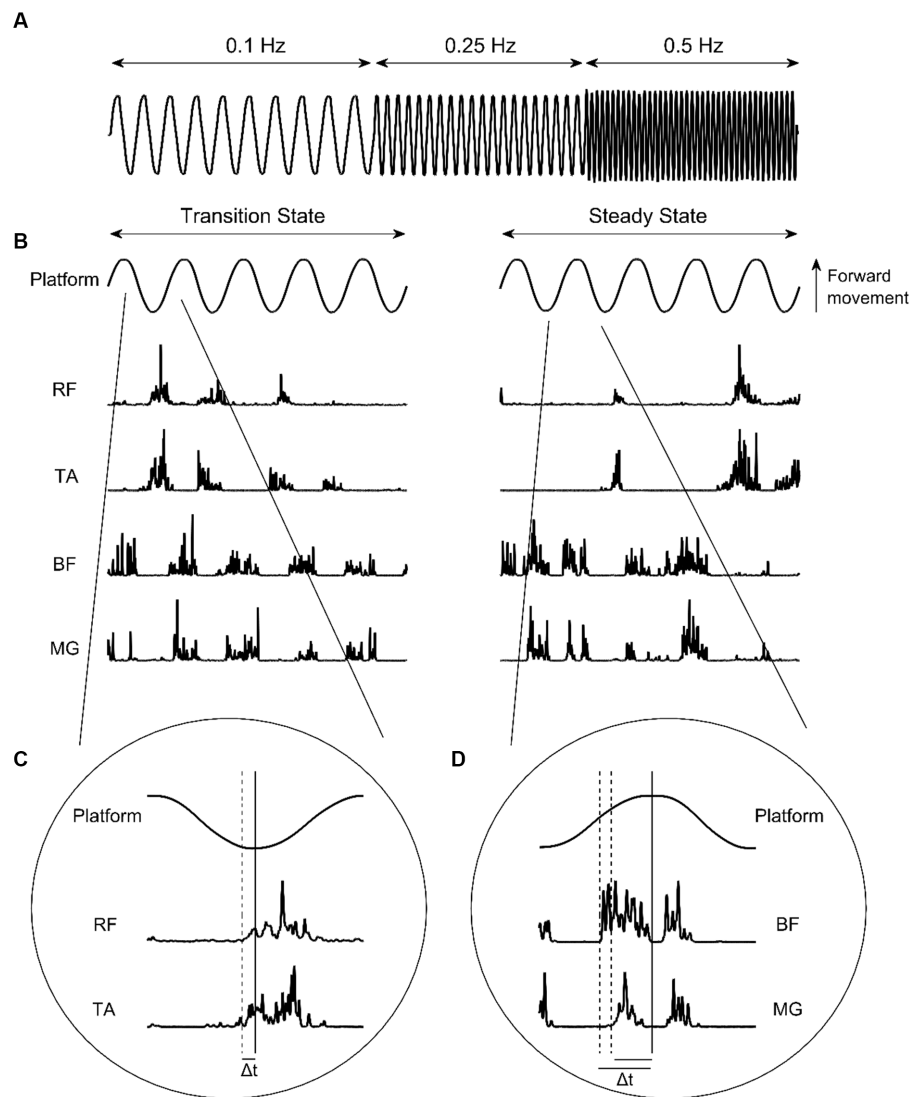 A
0.1 Hz 0.25 Hz 0.5 Hz
Transition State Steady State
B
Platform
Forward
movement
RF
TA
BF
MG
C D
Platform Platform
RF BF
TA MG
Δt Δt